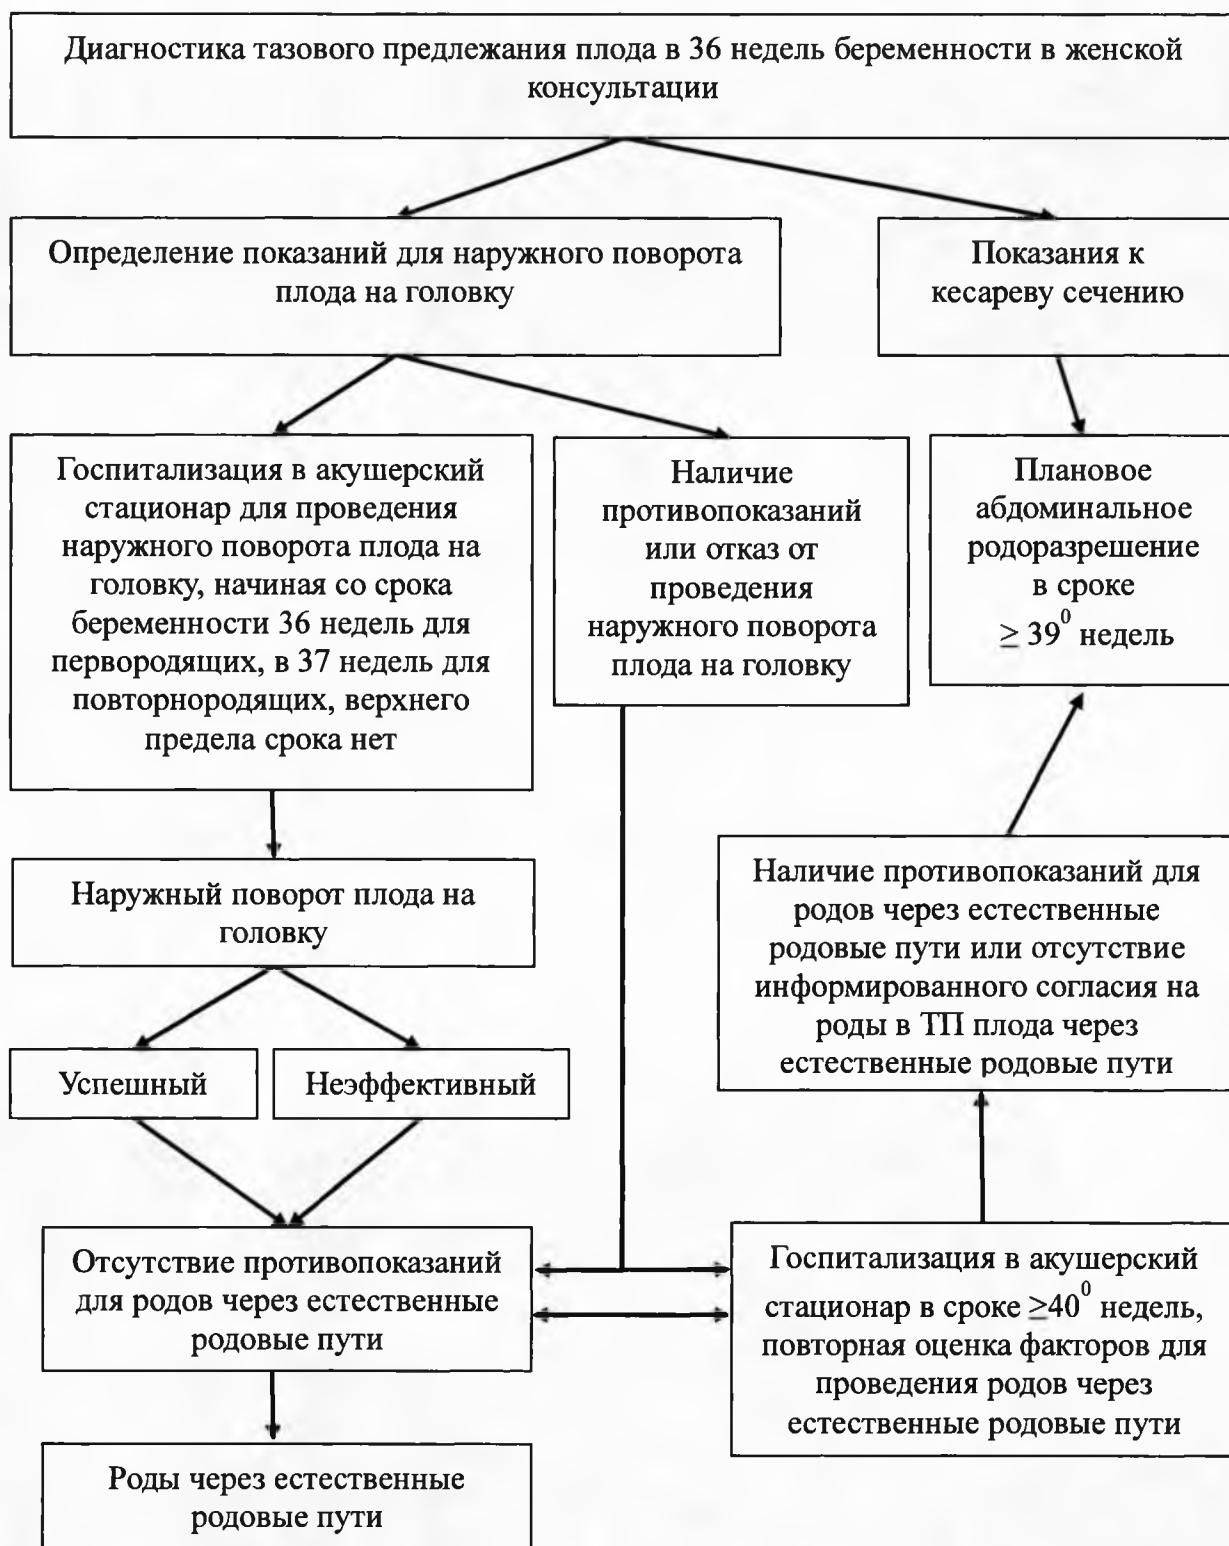 Диагностика тазового предлежания плода в 36 недель беременности в женской
консультации
Определение показаний для наружного поворота
плода на головку
Показания к
кесареву сечению
Госпитализация в акушерский
стационар для проведения
наружного поворота плода на
головку, начиная со срока
беременности 36 недель для
первородящих, в 37 недель для
повторнородящих, верхнего
предела срока нет
Наличие
противопоказаний
или отказ от
проведения
наружного поворота
плода на головку
Плановое
абдоминальное
родоразрешение
в сроке
≥ 39⁰ недель
Наружный поворот плода на
головку
Наличие противопоказаний для
родов через естественные
родовые пути или отсутствие
информированного согласия на
роды в ТП плода через
естественные родовые пути
Успешный
Неэффективный
Отсутствие противопоказаний
для родов через естественные
родовые пути
Госпитализация в акушерский
стационар в сроке ≥40⁰ недель,
повторная оценка факторов для
проведения родов через
естественные родовые пути
Роды через естественные
родовые пути